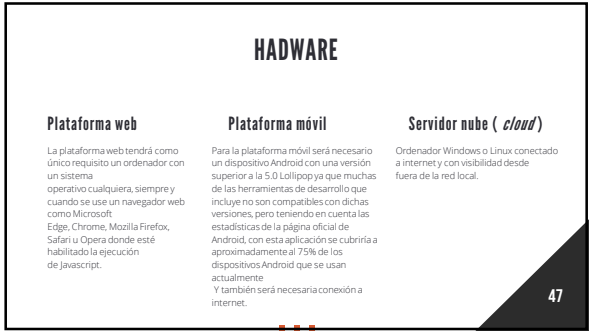 HADWARE
Plataforma web
La plataforma web tendrá como
único requisito un ordenador con
un sistema
operativo cualquiera, siempre y
cuando se use un navegador web
como Microsoft
Edge, Chrome, Mozilla Firefox,
Safari u Opera donde esté
habilitado la ejecución
de Javascript.
Plataforma móvil
Para la plataforma móvil será necesario
un dispositivo Android con una versión
superior a la 5.0 Lollipop ya que muchas
de las herramientas de desarrollo que
incluye no son compatibles con dichas
versiones, pero teniendo en cuenta las
estadísticas de la página oficial de
Android, con esta aplicación se cubriría a
aproximadamente al 75% de los
dispositivos Android que se usan
actualmente
Y también será necesaria conexión a
internet.
Servidor nube ( cloud )
Ordenador Windows o Linux conectado
a internet y con visibilidad desde
fuera de la red local.
47